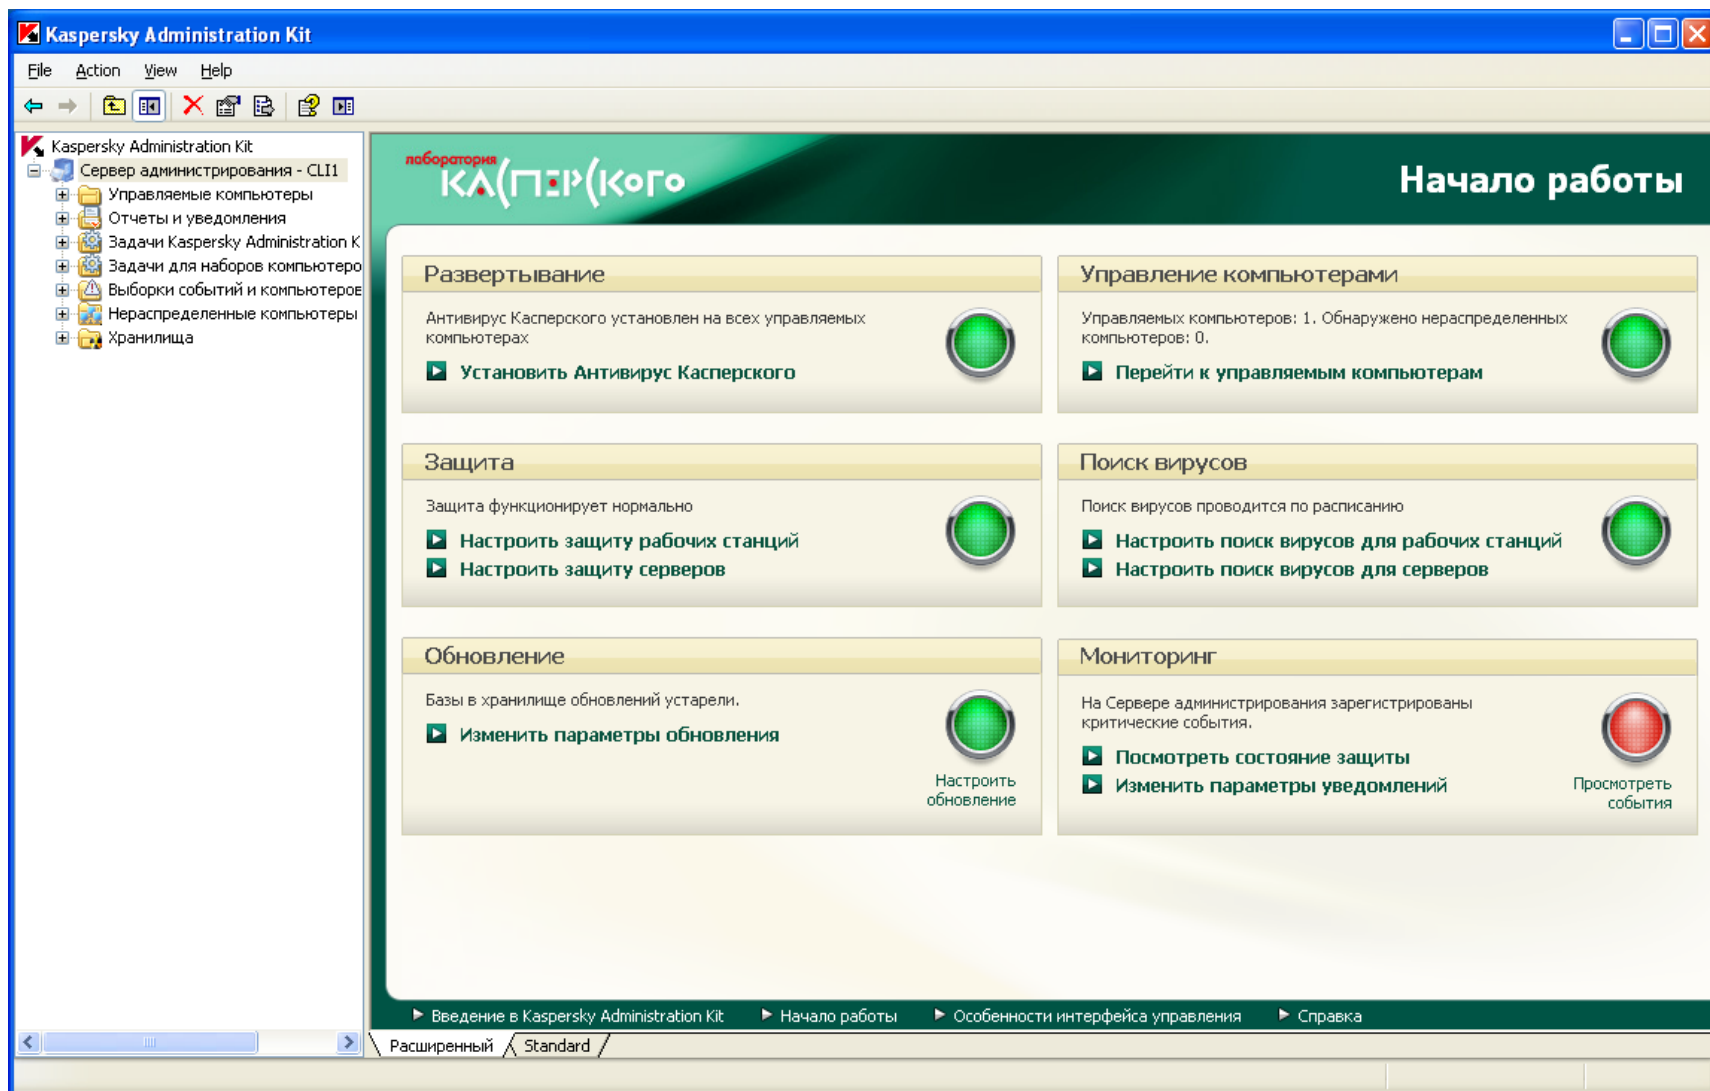 Kaspersky Administration Kit
File Action View Help
Kaspersky Administration Kit
Сервер администрирования - CLI1
Управляемые компьютеры
Отчеты и уведомления
Задачи Kaspersky Administration K
Задачи для наборов компьютеро
Выборки событий и компьютеров
Нераспределенные компьютеры
Хранилища
лаборатория
КАСПЕРСКОГО
Начало работы
Развертывание
Антивирус Касперского установлен на всех управляемых
компьютерах
Установить Антивирус Касперского
Управление компьютерами
Управляемых компьютеров: 1. Обнаружено нераспределенных
компьютеров: 0.
Перейти к управляемым компьютерам
Защита
Защита функционирует нормально
Настроить защиту рабочих станций
Настроить защиту серверов
Поиск вирусов
Поиск вирусов проводится по расписанию
Настроить поиск вирусов для рабочих станций
Настроить поиск вирусов для серверов
Обновление
Базы в хранилище обновлений устарели.
Изменить параметры обновления
Настроить
обновление
Мониторинг
На Сервере администрирования зарегистрированы
критические события.
Посмотреть состояние защиты
Изменить параметры уведомлений
Просмотреть
события
Введение в Kaspersky Administration Kit Начало работы Особенности интерфейса управления Справка
Расширенный Standard